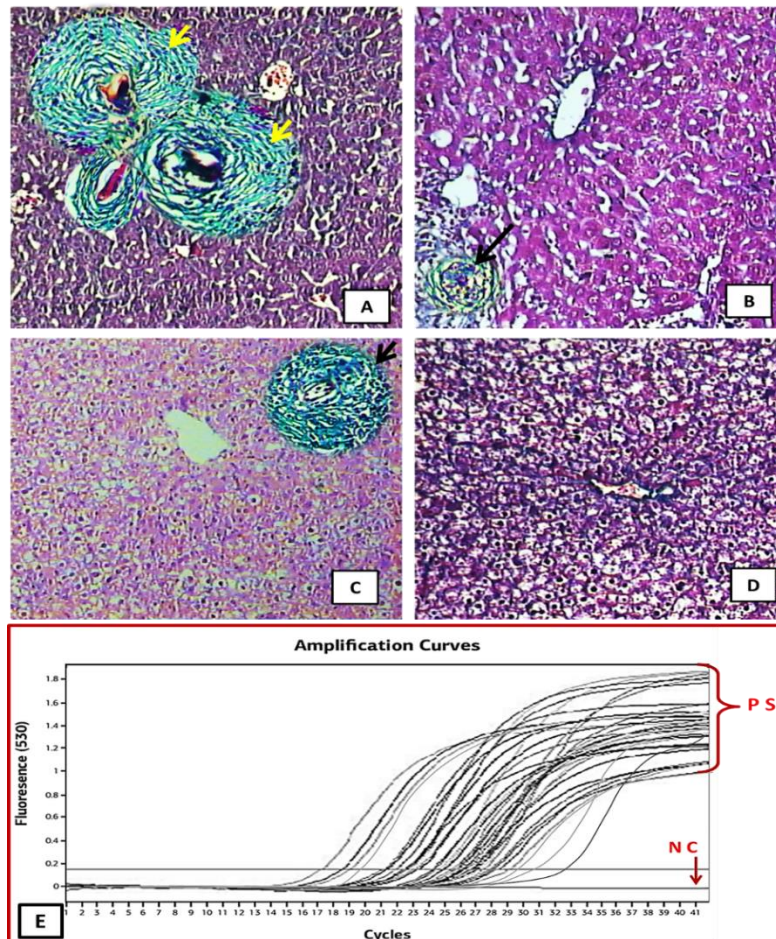 A
B
C
D
Amplification Curves
Fluoresence (530)
1.8
1.6
1.4
1.2
1
0.8
0.6
0.4
0.2
0
P S
N C
1 2 3 4 5 6 7 8 9 10 11 12 13 14 15 16 17 18 19 20 21 22 23 24 25 26 27 28 29 30 31 32 33 34 35 36 37 38 39 40 41
E
Cycles